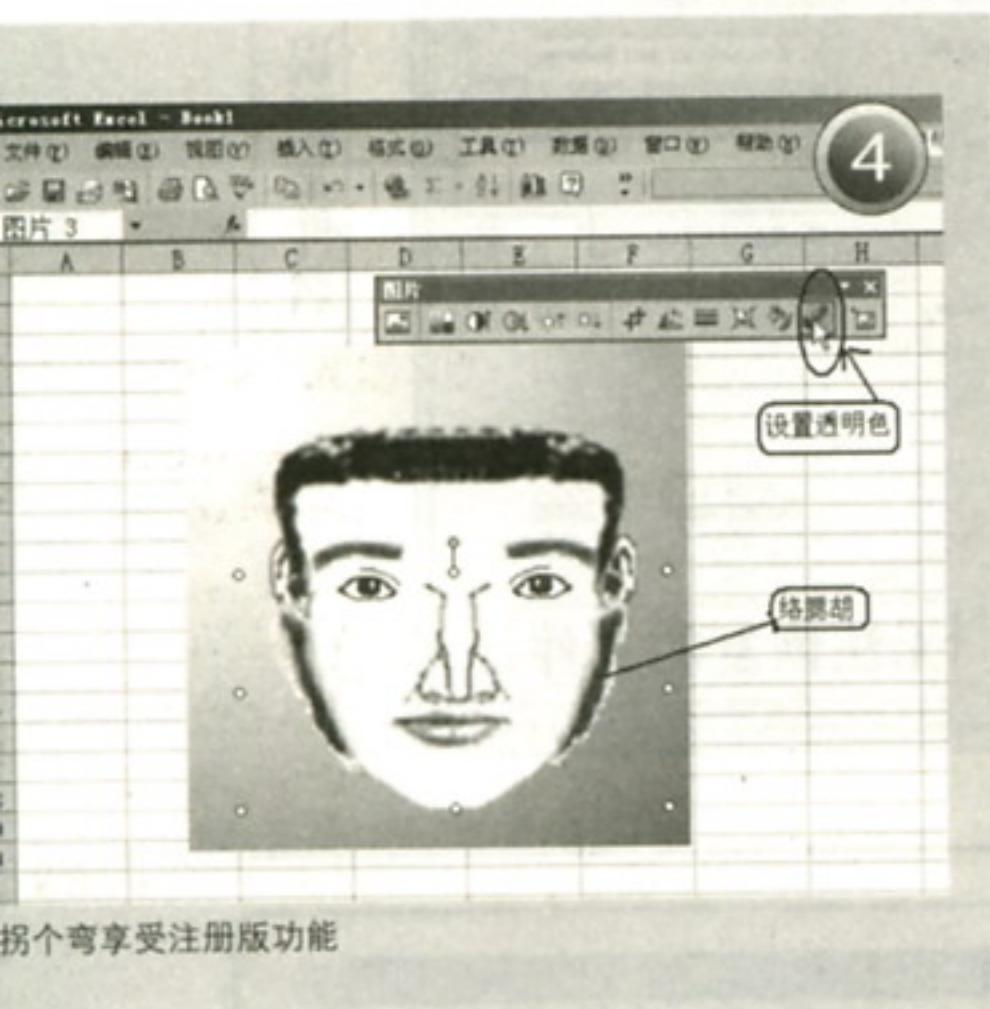 crosoft Excel - Book1
文件(F) 编辑(E) 视图(V) 插入(I) 格式(O) 工具(T) 数据(D) 窗口(W) 帮助(H)
4
图片 3
A B C D E F G H
图片
设置透明色
络腮胡
拐个弯享受注册版功能